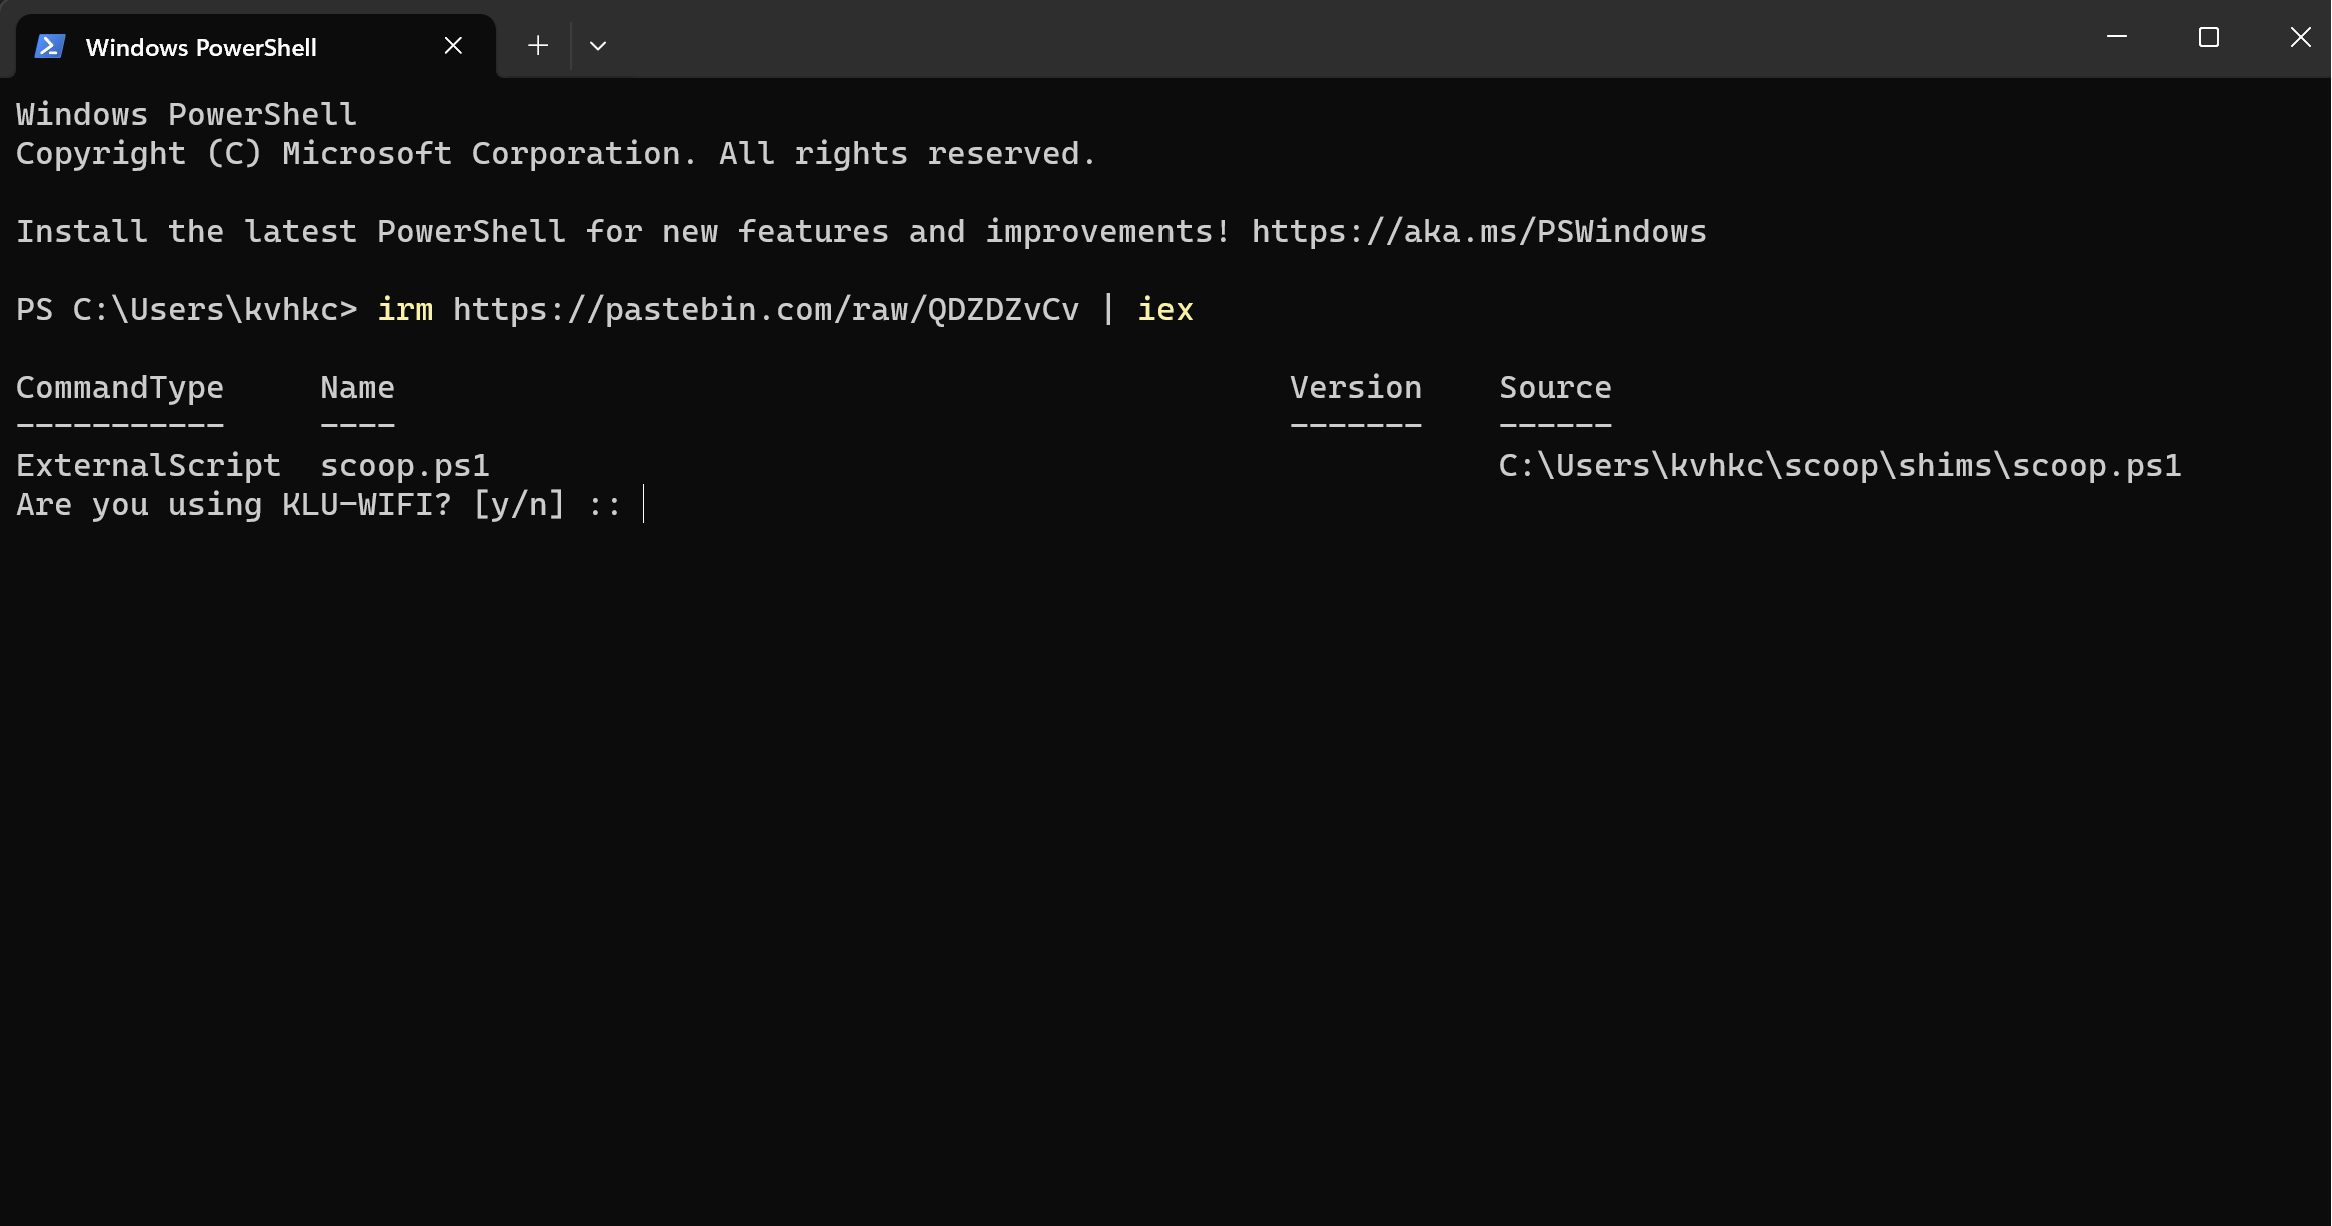 Windows PowerShell
Windows PowerShell
Copyright (C) Microsoft Corporation. All rights reserved.
Install the latest PowerShell for new features and improvements! https://aka.ms/PSWindows
PS C:\Users\kvhkc> irm https://pastebin.com/raw/QDZDZvCv | iex
CommandType     Name                                               Version    Source
-----------     ----                                               -------    ------
ExternalScript  scoop.ps1                                                     C:\Users\kvhkc\scoop\shims\scoop.ps1
Are you using KLU-WIFI? [y/n] ::